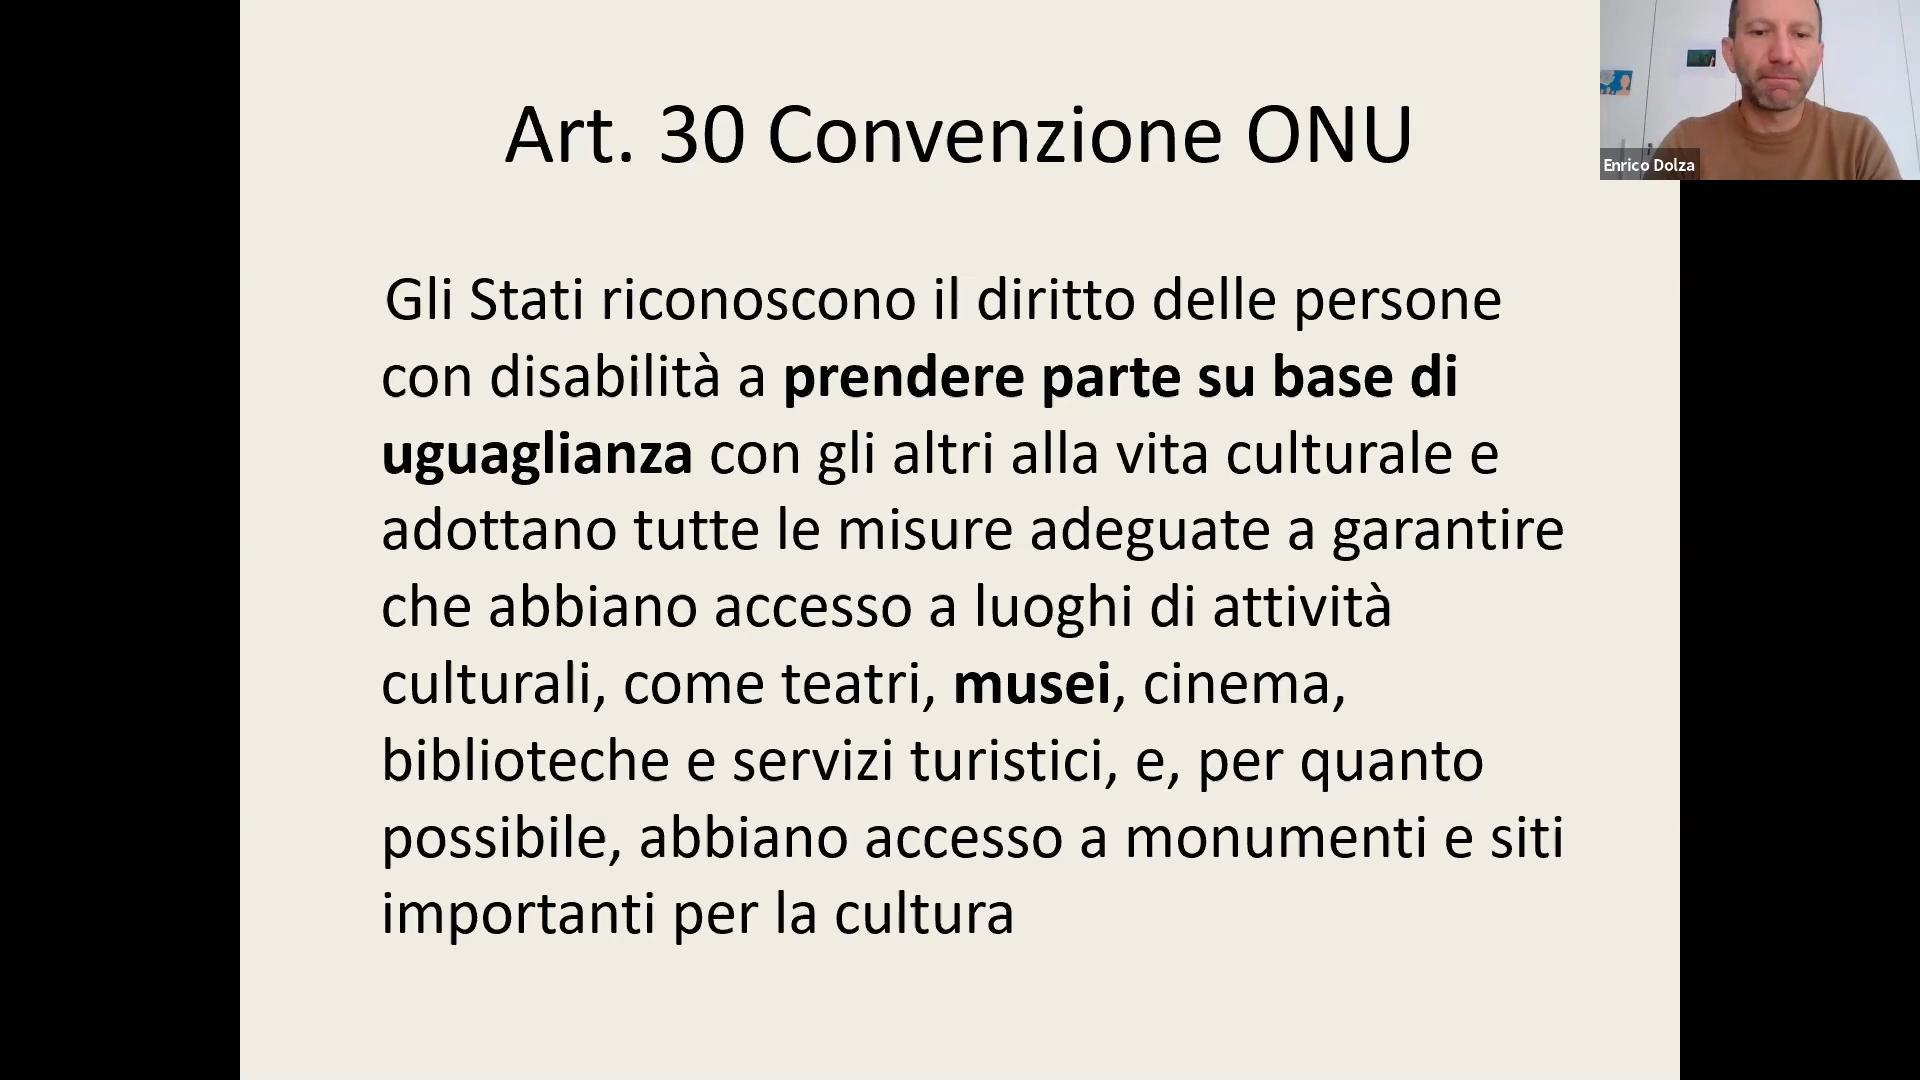 Art. 30 Convenzione ONU
Enrico Dolza
Gli Stati riconoscono il diritto delle persone
con disabilità a prendere parte su base di
uguaglianza con gli altri alla vita culturale e
adottano tutte le misure adeguate a garantire
che abbiano accesso a luoghi di attività
culturali, come teatri, musei, cinema,
biblioteche e servizi turistici, e, per quanto
possibile, abbiano accesso a monumenti e siti
importanti per la cultura